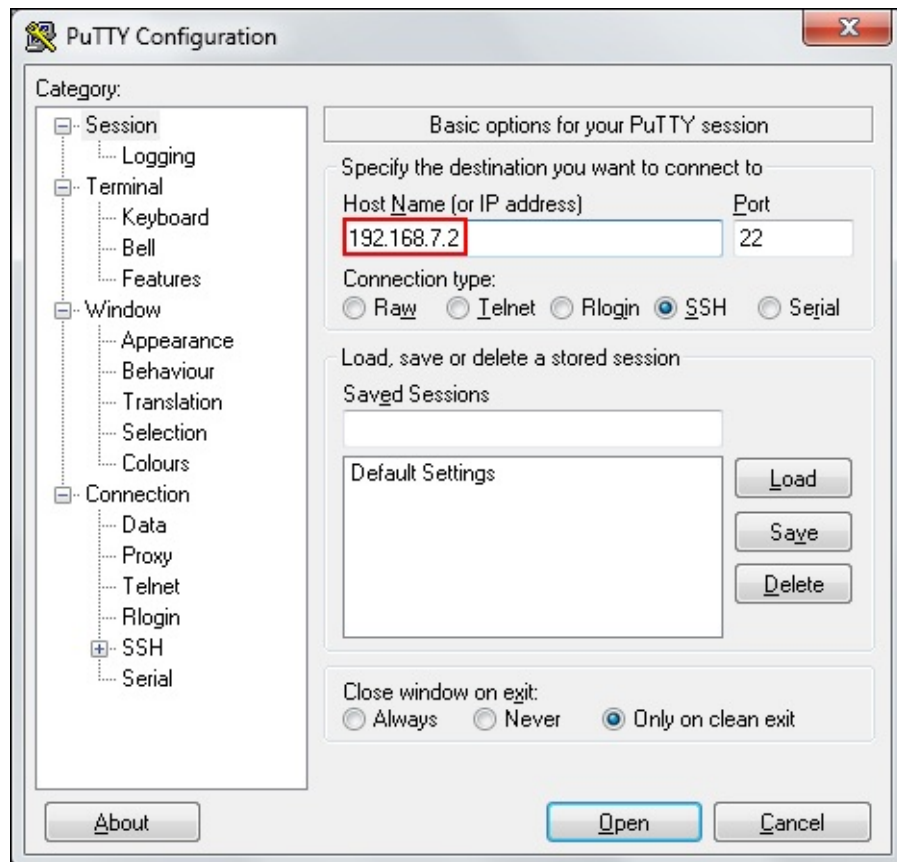 PuTTY Configuration
Category:
Session
Logging
Terminal
Keyboard
Bell
Features
Window
Appearance
Behaviour
Translation
Selection
Colours
Connection
Data
Proxy
Telnet
Rlogin
SSH
Serial
Basic options for your PuTTY session
Specify the destination you want to connect to
Host Name (or IP address) Port
192.168.7.2 22
Connection type:
Raw Telnet Rlogin SSH Serial
Load, save or delete a stored session
Saved Sessions
Default Settings
Load
Save
Delete
Close window on exit:
Always Never Only on clean exit
About Open Cancel